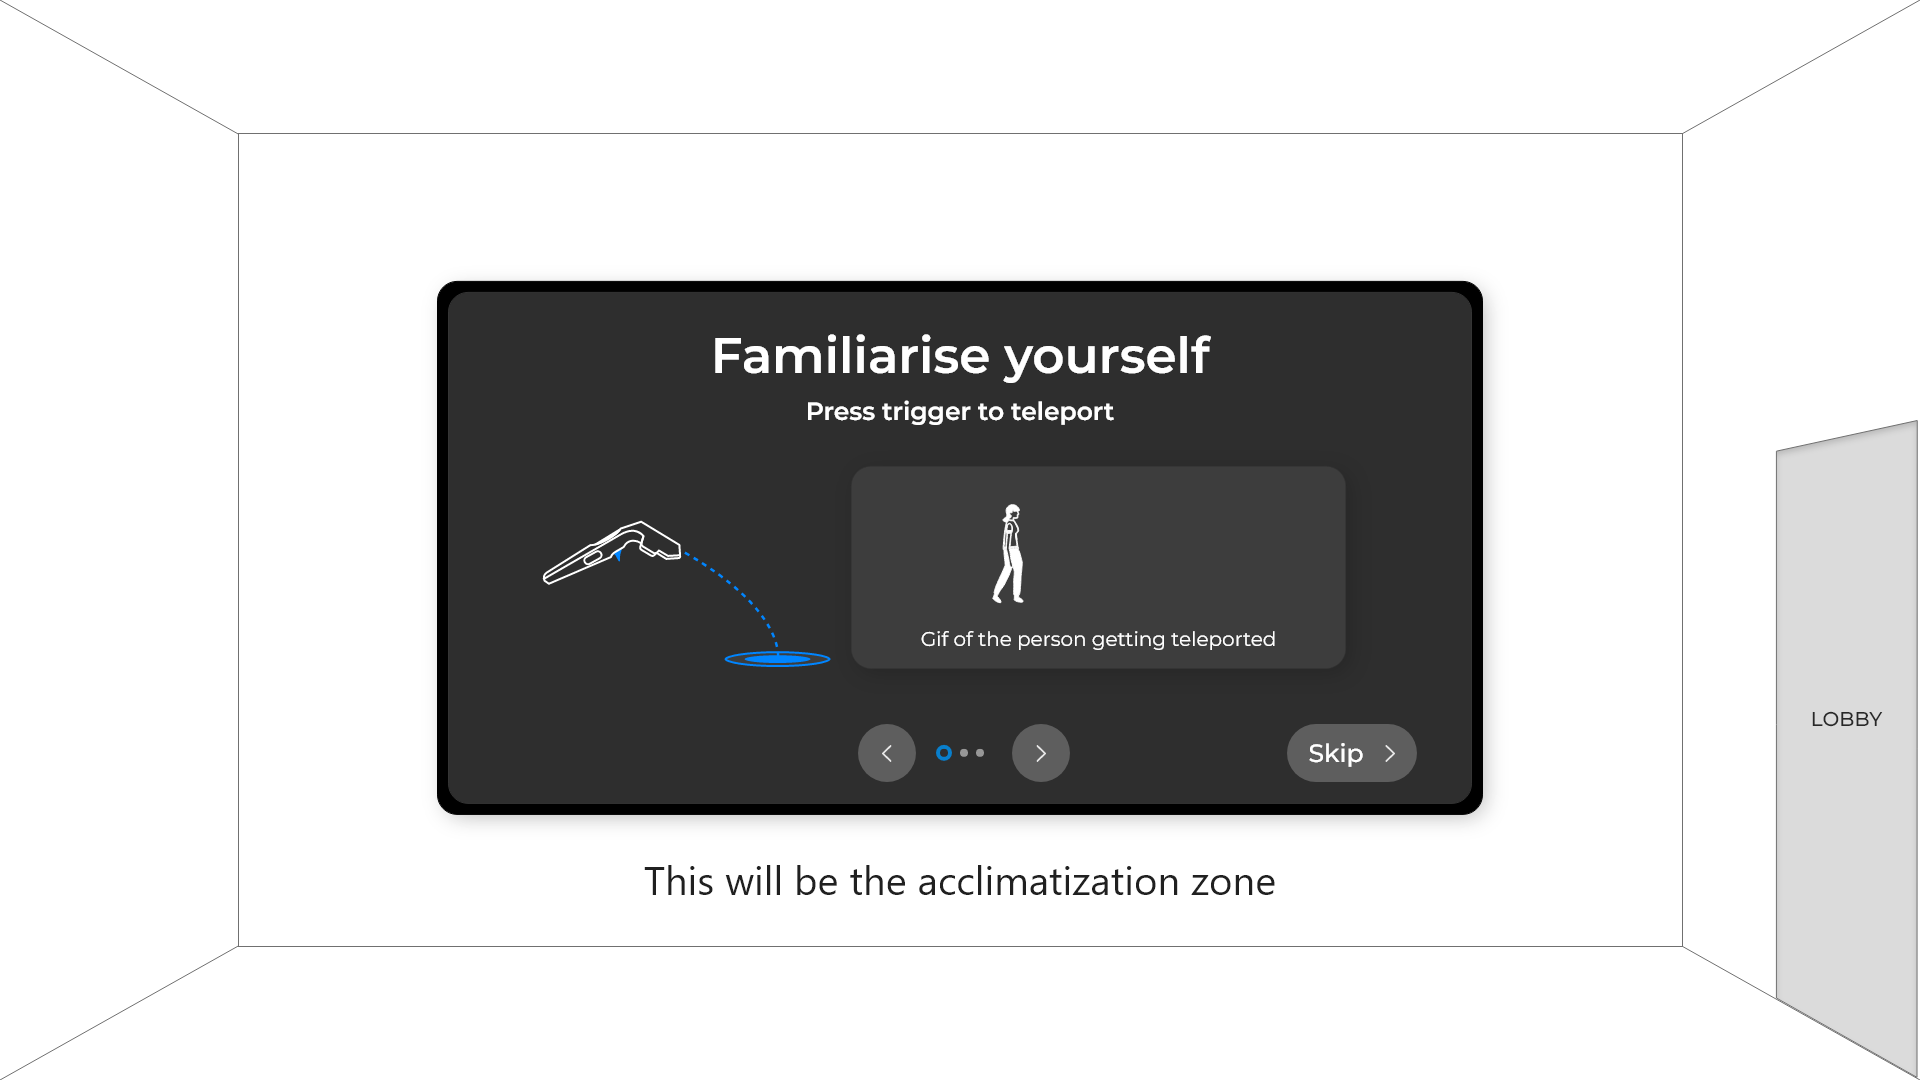 Familiarise yourself
Press trigger to teleport
Gif of the person getting teleported
Skip
LOBBY
This will be the acclimatization zone